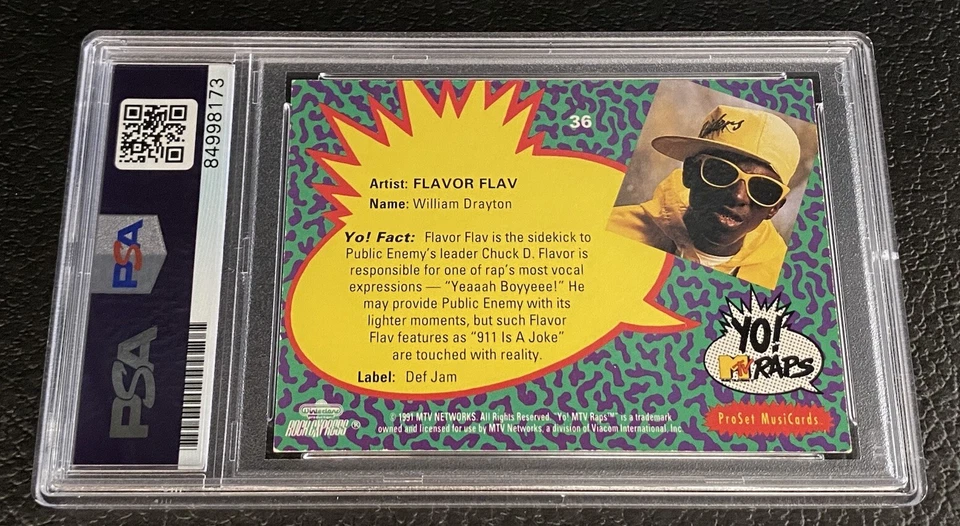 84998173
PSA
PSA
36
Artist: FLAVOR FLAV
Name: William Drayton
Yo! Fact: Flavor Flav is the sidekick to
Public Enemy's leader Chuck D. Flavor is
responsible for one of rap's most vocal
expressions — "Yeaaah Boyyeee!" He
may provide Public Enemy with its
lighter moments, but such Flavor
Flav features as "911 Is A Joke"
are touched with reality.
Label: Def Jam
YO!
MTV RAPS
ProSet MusiCards
Winterland
ROCK EXPRESS ®
© 1991 MTV NETWORKS. All Rights Reserved. "Yo! MTV Raps™" is a trademark
owned and licensed for use by MTV Networks, a division of Viacom International, Inc.